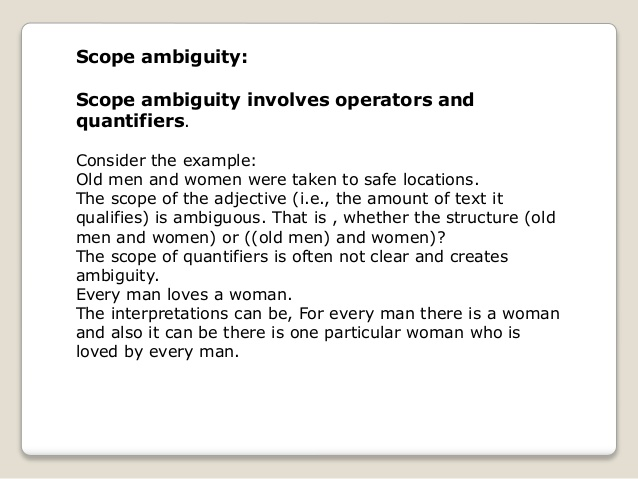 Scope ambiguity:
Scope ambiguity involves operators and
quantifiers.
Consider the example:
Old men and women were taken to safe locations.
The scope of the adjective (i.e., the amount of text it
qualifies) is ambiguous. That is , whether the structure (old
men and women) or ((old men) and women)?
The scope of quantifiers is often not clear and creates
ambiguity.
Every man loves a woman.
The interpretations can be, For every man there is a woman
and also it can be there is one particular woman who is
loved by every man.